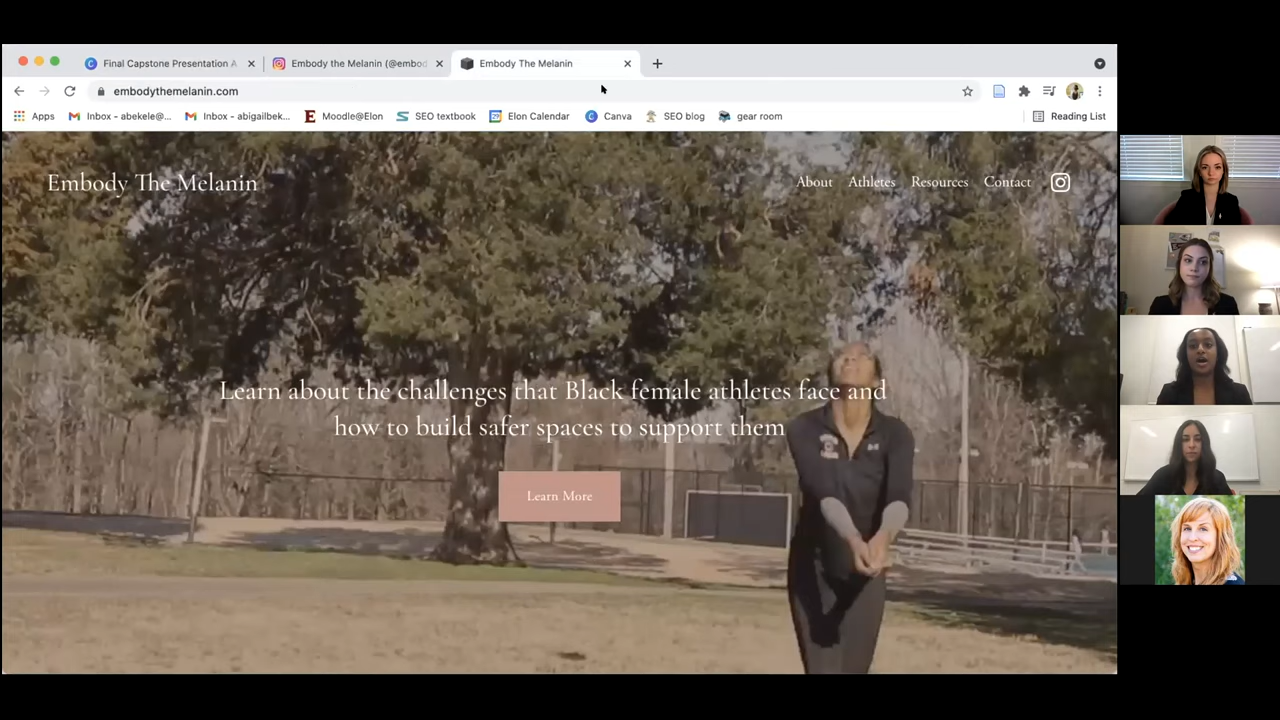 Final Capstone Presentation A
Embody the Melanin (@embod
Embody The Melanin
embodythemelanin.com
Apps
Inbox - abekele@...
Inbox - abigailbek...
Moodle@Elon
SEO textbook
Elon Calendar
Canva
SEO blog
gear room
Reading List
Embody The Melanin
About
Athletes
Resources
Contact
Learn about the challenges that Black female athletes face and
how to build safer spaces to support them
Learn More